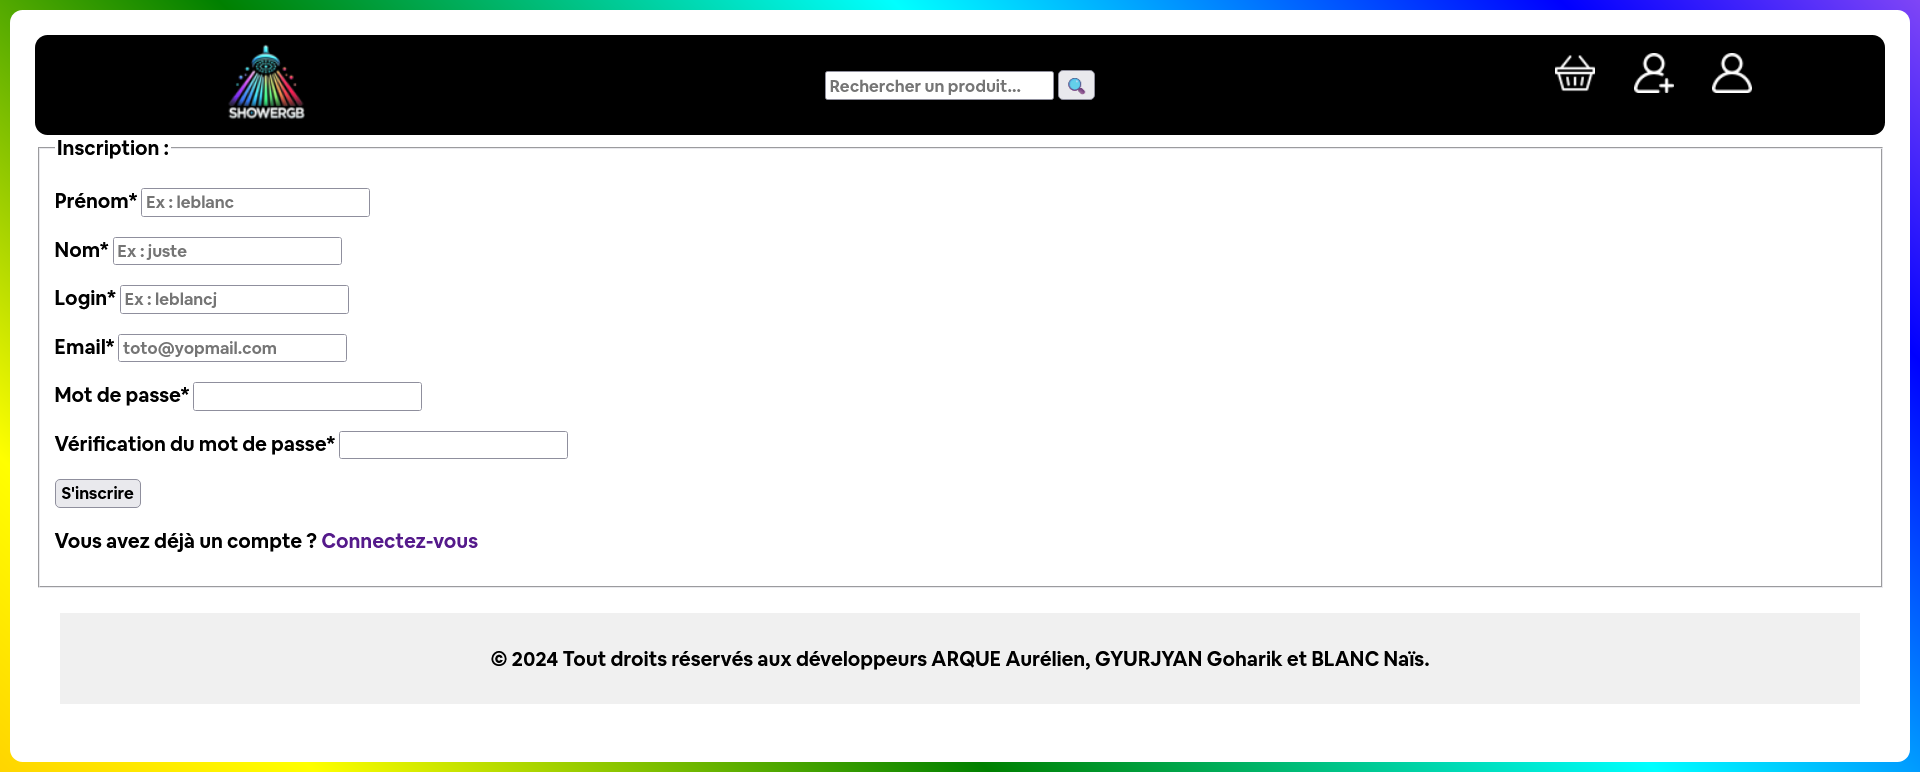 SHOWERGB
Rechercher un produit...
Inscription :
Prénom* Ex : leblanc
Nom* Ex : juste
Login* Ex : leblancj
Email* toto@yopmail.com
Mot de passe*
Vérification du mot de passe*
S'inscrire
Vous avez déjà un compte ? Connectez-vous
© 2024 Tout droits réservés aux développeurs ARQUE Aurélien, GYURJYAN Goharik et BLANC Naïs.